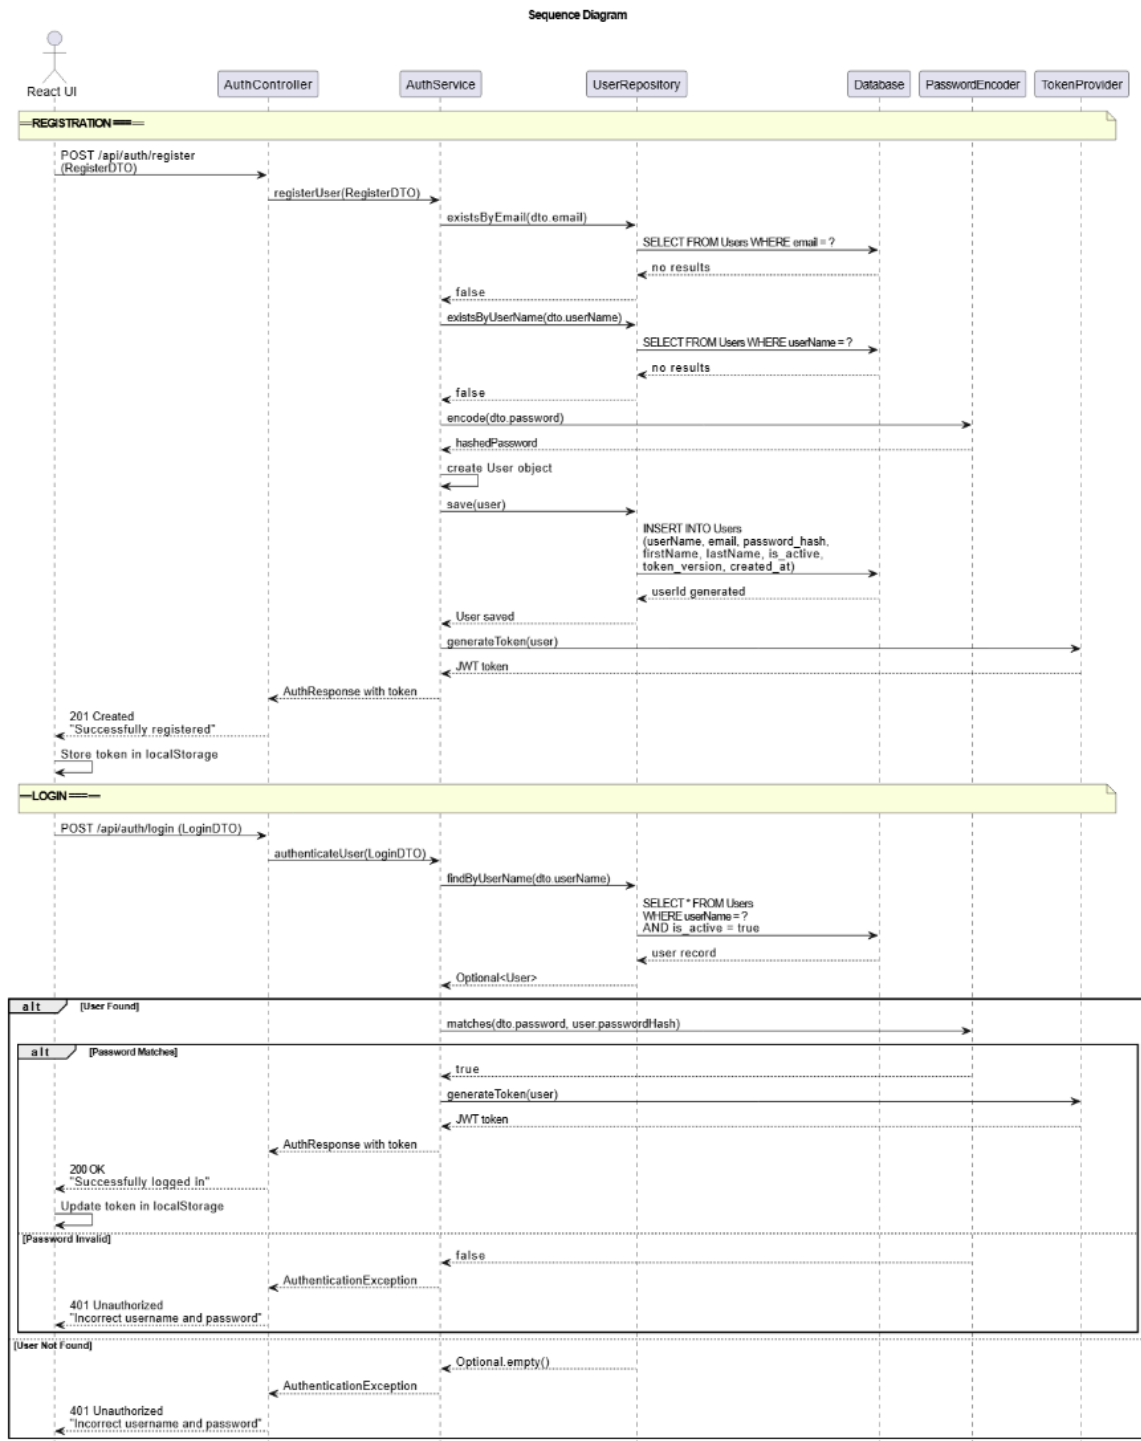 Sequence Diagram
React UI
AuthController
AuthService
UserRepository
Database
PasswordEncoder
TokenProvider
==REGISTRATION ====
POST /api/auth/register
(RegisterDTO)
registerUser(RegisterDTO)
existsByEmail(dto.email)
SELECT FROM Users WHERE email = ?
no results
false
existsByUserName(dto.userName)
SELECT FROM Users WHERE userName = ?
no results
false
encode(dto.password)
hashedPassword
create User object
save(user)
INSERT INTO Users
(userName, email, password_hash,
firstName, lastName, is_active,
token_version, created_at)
userId generated
User saved
generateToken(user)
JWT token
AuthResponse with token
201 Created
"Successfully registered"
Store token in localStorage
==LOGIN ====
POST /api/auth/login (LoginDTO)
authenticateUser(LoginDTO)
findByUserName(dto.userName)
SELECT * FROM Users
WHERE userName = ?
AND is_active = true
user record
Optional<User>
alt [User Found]
matches(dto.password, user.passwordHash)
alt [Password Matches]
true
generateToken(user)
JWT token
AuthResponse with token
200 OK
"Successfully logged in"
Update token in localStorage
[Password Invalid]
false
AuthenticationException
401 Unauthorized
"Incorrect username and password"
[User Not Found]
Optional.empty()
AuthenticationException
401 Unauthorized
"Incorrect username and password"